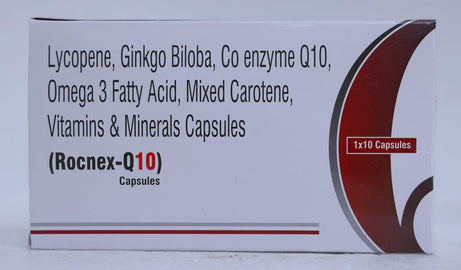 Lycopene, Ginkgo Biloba, Co enzyme Q10,
Omega 3 Fatty Acid, Mixed Carotene,
Vitamins & Minerals Capsules
(Rocnex-Q10)
Capsules
1x10 Capsules